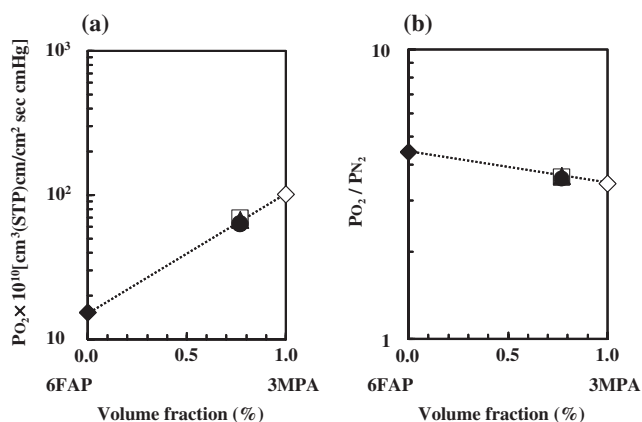 (a)
(b)
PO₂×10¹⁰[cm³(STP)cm/cm² sec cmHg]
10³
10²
10
0.0 0.5 1.0
6FAP 3MPA
Volume fraction (%)
PO₂ / PN₂
10
1
0.0 0.5 1.0
6FAP 3MPA
Volume fraction (%)